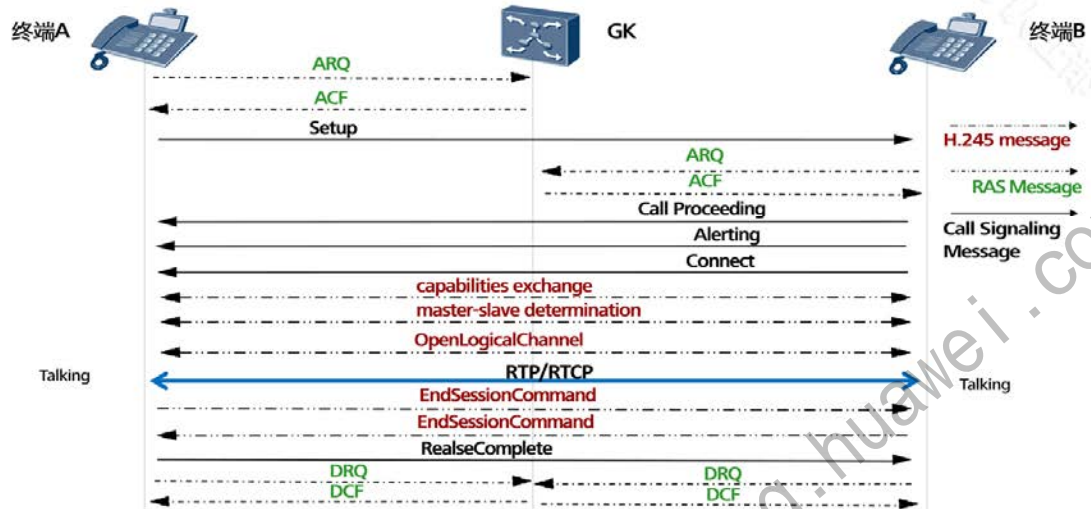 终端A
GK
终端B
ARQ
ACF
Setup
H.245 message
ARQ
ACF
RAS Message
Call Proceeding
Call Signaling
Message
Alerting
Connect
capabilities exchange
master-slave determination
OpenLogicalChannel
Talking
RTP/RTCP
Talking
EndSessionCommand
EndSessionCommand
RealseComplete
DRQ
DRQ
DCF
DCF
g.huawei.co